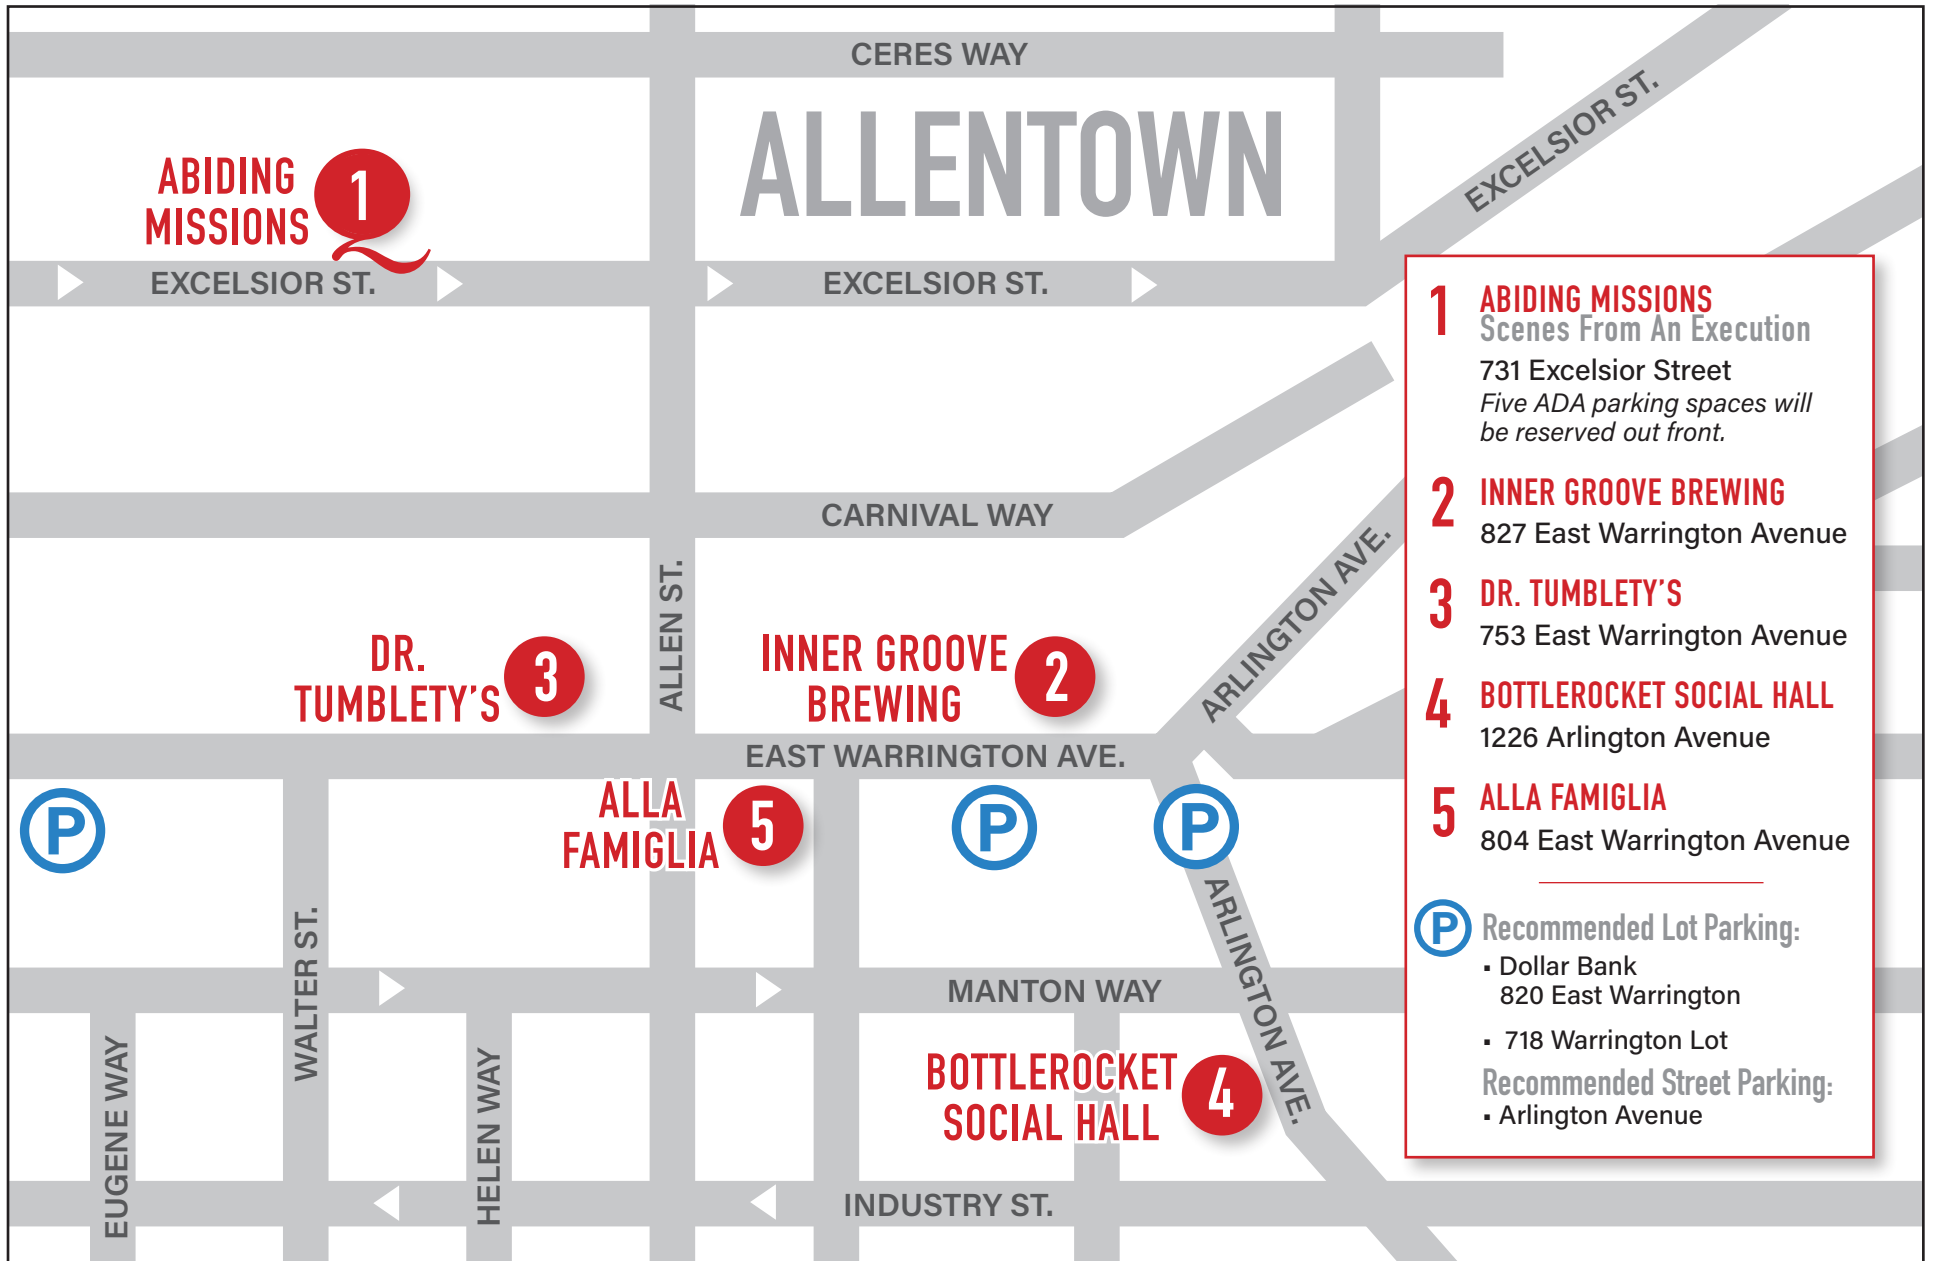 CERES WAY
ALLENTOWN
EXCELSIOR ST.
ABIDING
MISSIONS
1
EXCELSIOR ST.
EXCELSIOR ST.
CARNIVAL WAY
ARLINGTON AVE.
ALLEN ST.
DR.
TUMBLETY'S
3
INNER GROOVE
BREWING
2
EAST WARRINGTON AVE.
P
ALLA
FAMIGLIA
5
P
P
ARLINGTON AVE.
WALTER ST.
MANTON WAY
EUGENE WAY
HELEN WAY
BOTTLEROCKET
SOCIAL HALL
4
INDUSTRY ST.
1 ABIDING MISSIONS
Scenes From An Execution
731 Excelsior Street
Five ADA parking spaces will
be reserved out front.
2 INNER GROOVE BREWING
827 East Warrington Avenue
3 DR. TUMBLETY'S
753 East Warrington Avenue
4 BOTTLEROCKET SOCIAL HALL
1226 Arlington Avenue
5 ALLA FAMIGLIA
804 East Warrington Avenue
P Recommended Lot Parking:
▪ Dollar Bank
820 East Warrington
▪ 718 Warrington Lot
Recommended Street Parking:
▪ Arlington Avenue